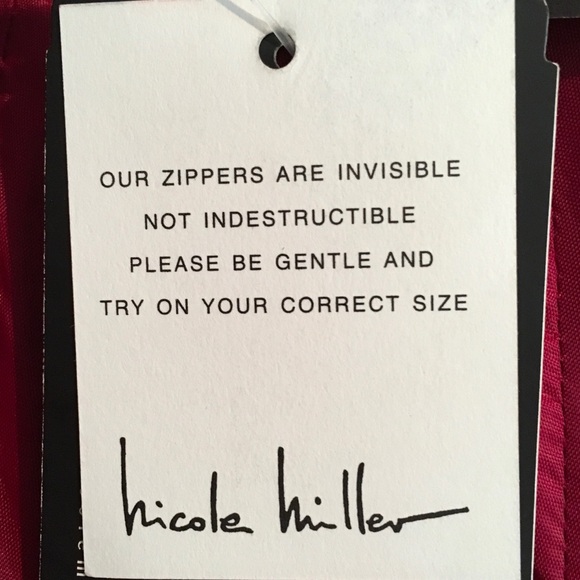 OUR ZIPPERS ARE INVISIBLE
NOT INDESTRUCTIBLE
PLEASE BE GENTLE AND
TRY ON YOUR CORRECT SIZE
nicole miller